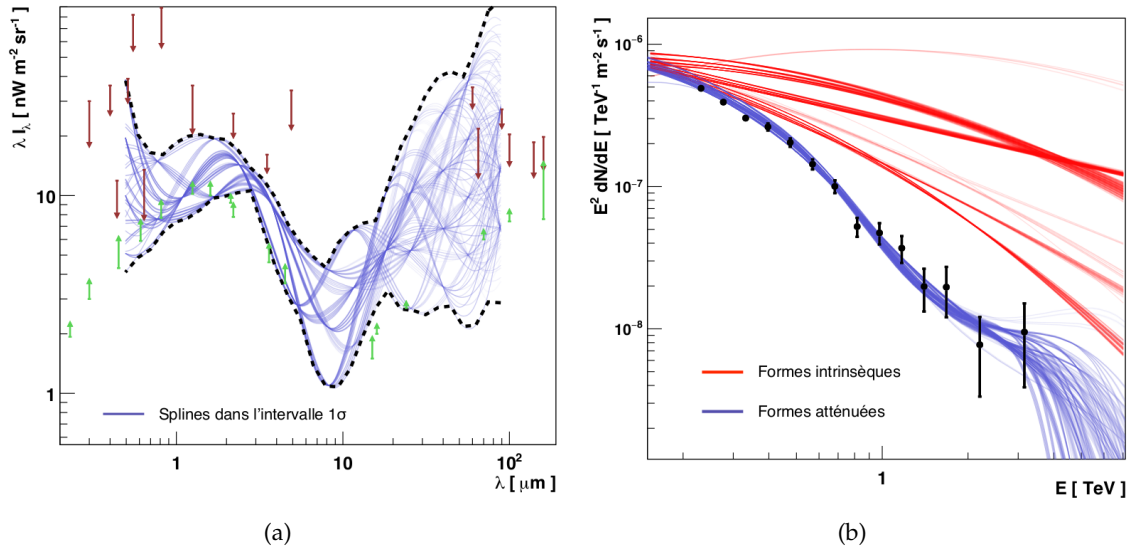 λ I_λ [ nW m⁻² sr⁻¹ ]
10
1
Splines dans l'intervalle 1σ
1
10
10²
λ [ μm ]
(a)
E² dN/dE [ TeV⁻¹ m⁻² s⁻¹ ]
10⁻⁶
10⁻⁷
10⁻⁸
Formes intrinsèques
Formes atténuées
1
E [ TeV ]
(b)